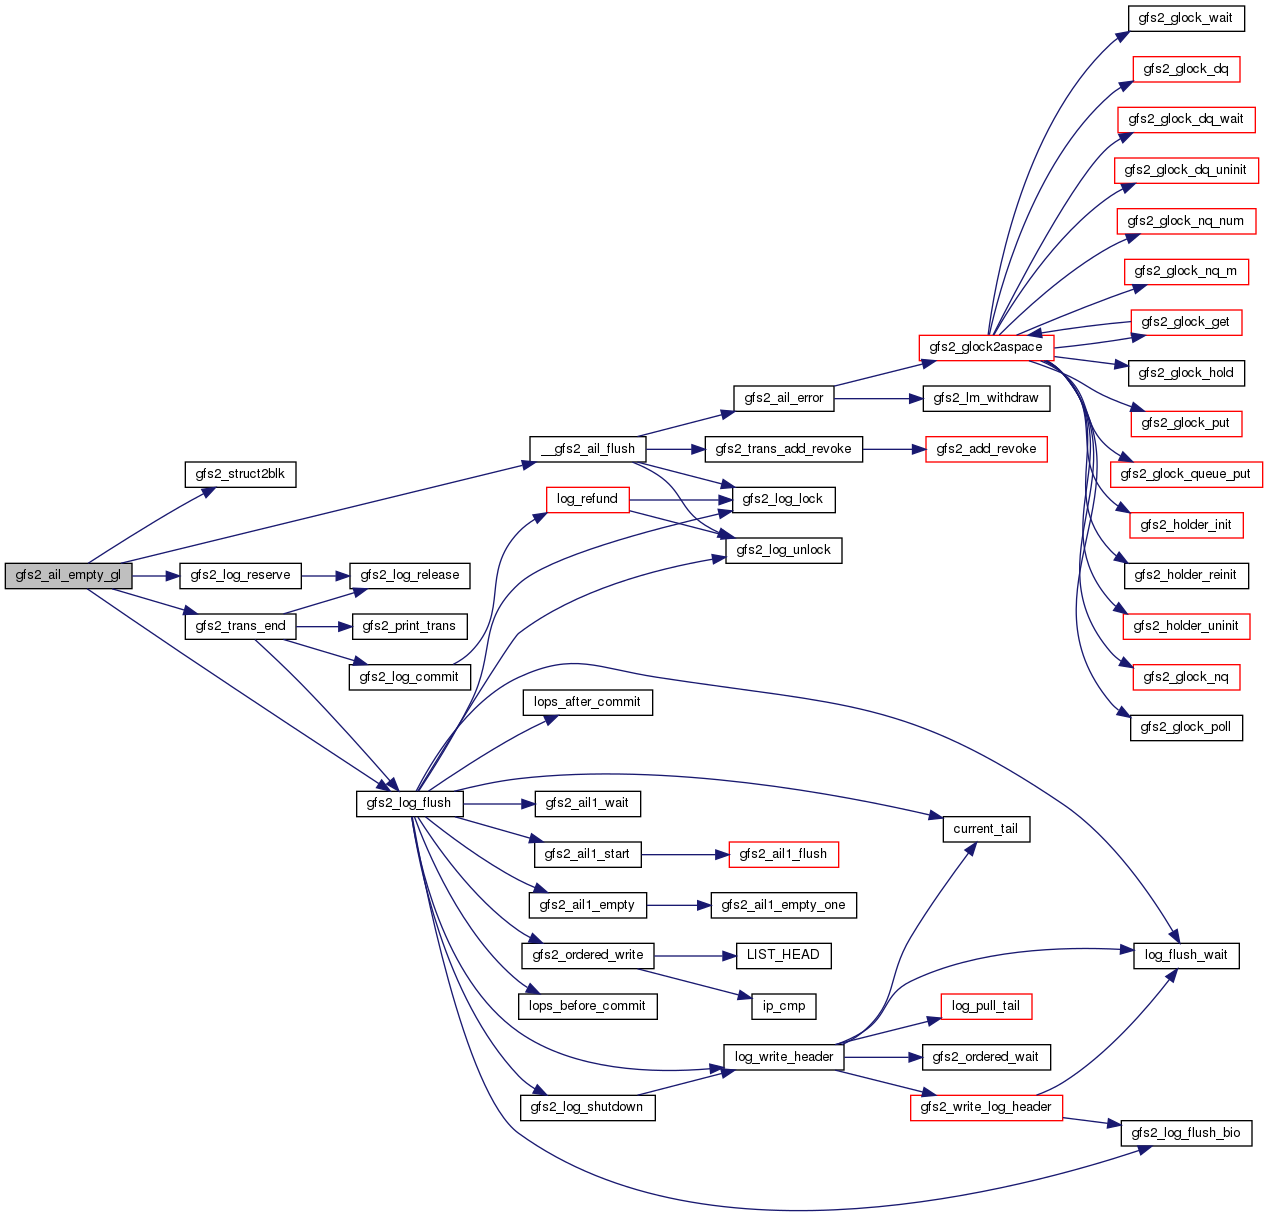 gfs2_glock_wait
gfs2_glock_dq
gfs2_glock_dq_wait
gfs2_glock_dq_uninit
gfs2_glock_nq_num
gfs2_glock_nq_m
gfs2_glock_get
gfs2_glock2aspace
gfs2_glock_hold
gfs2_ail_error
gfs2_lm_withdraw
gfs2_glock_put
__gfs2_ail_flush
gfs2_trans_add_revoke
gfs2_add_revoke
gfs2_struct2blk
gfs2_glock_queue_put
log_refund
gfs2_log_lock
gfs2_holder_init
gfs2_log_unlock
gfs2_ail_empty_gl
gfs2_log_reserve
gfs2_log_release
gfs2_holder_reinit
gfs2_trans_end
gfs2_print_trans
gfs2_holder_uninit
gfs2_log_commit
gfs2_glock_nq
lops_after_commit
gfs2_glock_poll
gfs2_log_flush
gfs2_ail1_wait
current_tail
gfs2_ail1_start
gfs2_ail1_flush
gfs2_ail1_empty
gfs2_ail1_empty_one
gfs2_ordered_write
LIST_HEAD
log_flush_wait
lops_before_commit
ip_cmp
log_pull_tail
log_write_header
gfs2_ordered_wait
gfs2_log_shutdown
gfs2_write_log_header
gfs2_log_flush_bio